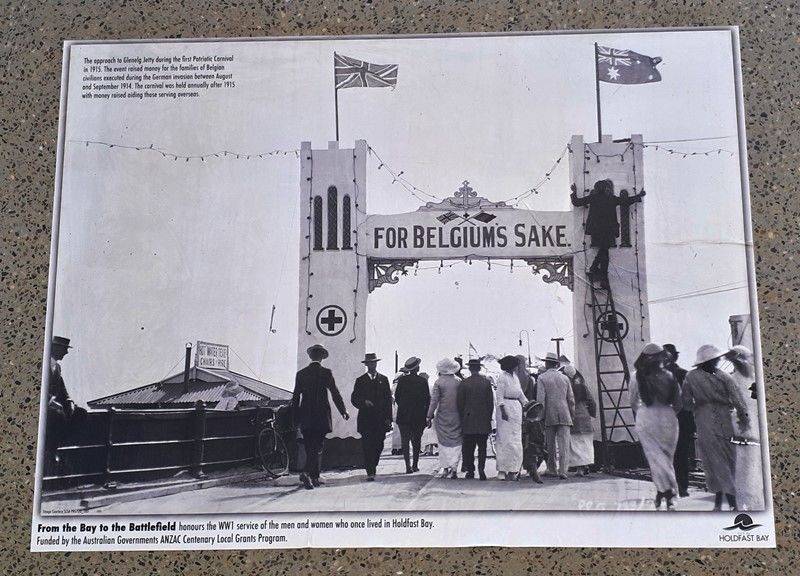 The approach to Glenelg Jetty during the first Patriotic Carnival
in 1915. The event raised money for the families of Belgian
civilians executed during the German invasion between August
and September 1914. The carnival was held annually after 1915
with money raised aiding those serving overseas.
FOR BELGIUM'S SAKE.
HOT WATER
CHAIRS HIRE
From the Bay to the Battlefield honours the WW1 service of the men and women who once lived in Holdfast Bay.
Funded by the Australian Governments ANZAC Centenary Local Grants Program.
HOLDFAST BAY